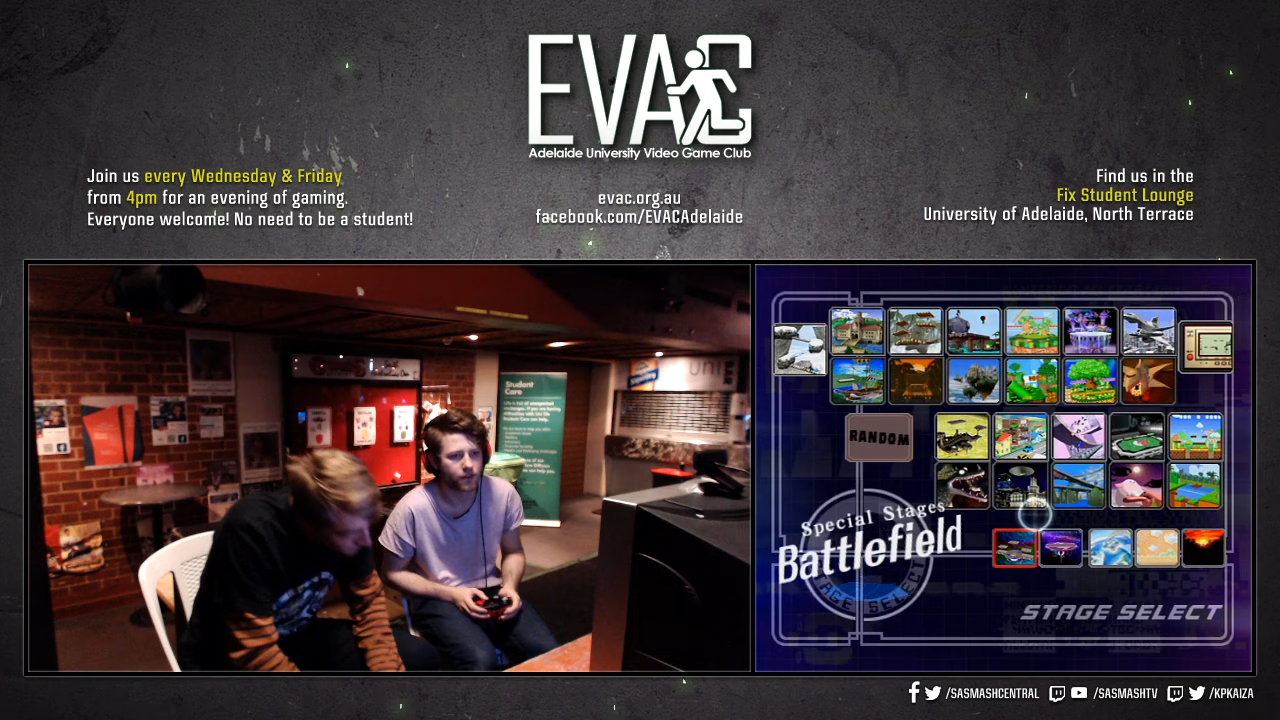 EVAC
Adelaide University Video Game Club
Join us every Wednesday & Friday
from 4pm for an evening of gaming.
Everyone welcome! No need to be a student!
evac.org.au
facebook.com/EVACAdelaide
Find us in the
Fix Student Lounge
University of Adelaide, North Terrace
Student
Care
UNI
RANDOM
Special Stages
Battlefield
STAGE SELECT
/SASMASHCENTRAL
/SASMASHTV
/KPKAIZA